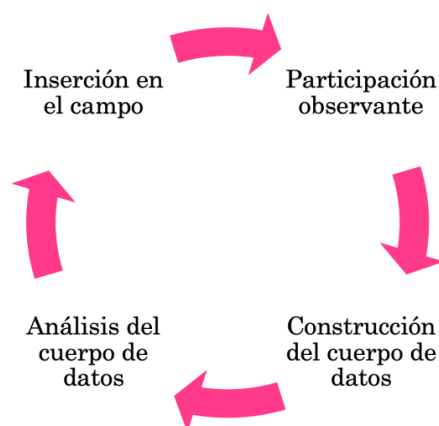 Inserción en
el campo
Participación
observante
Construcción
del cuerpo de
datos
Análisis del
cuerpo de
datos